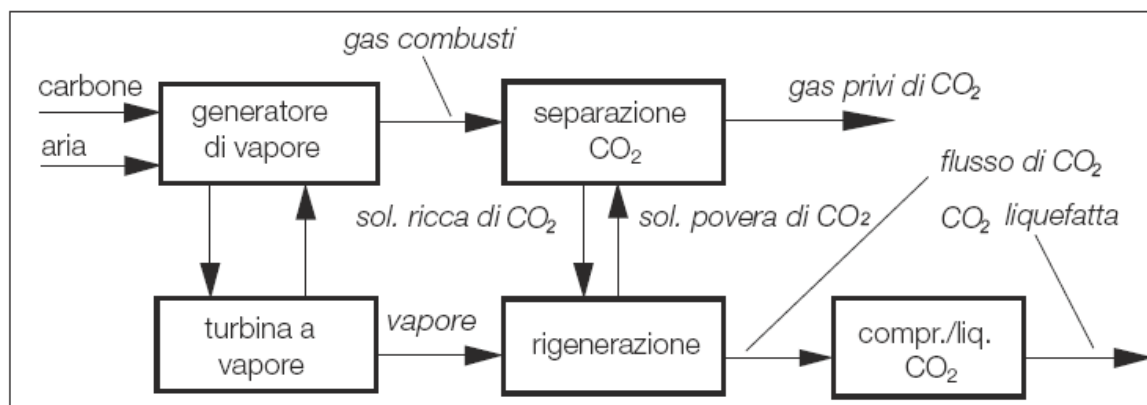 gas combusti
carbone
aria
generatore
di vapore
separazione
CO₂
gas privi di CO₂
flusso di CO₂
sol. ricca di CO₂
sol. povera di CO₂
CO₂ liquefatta
turbina a
vapore
vapore
rigenerazione
compr./liq.
CO₂